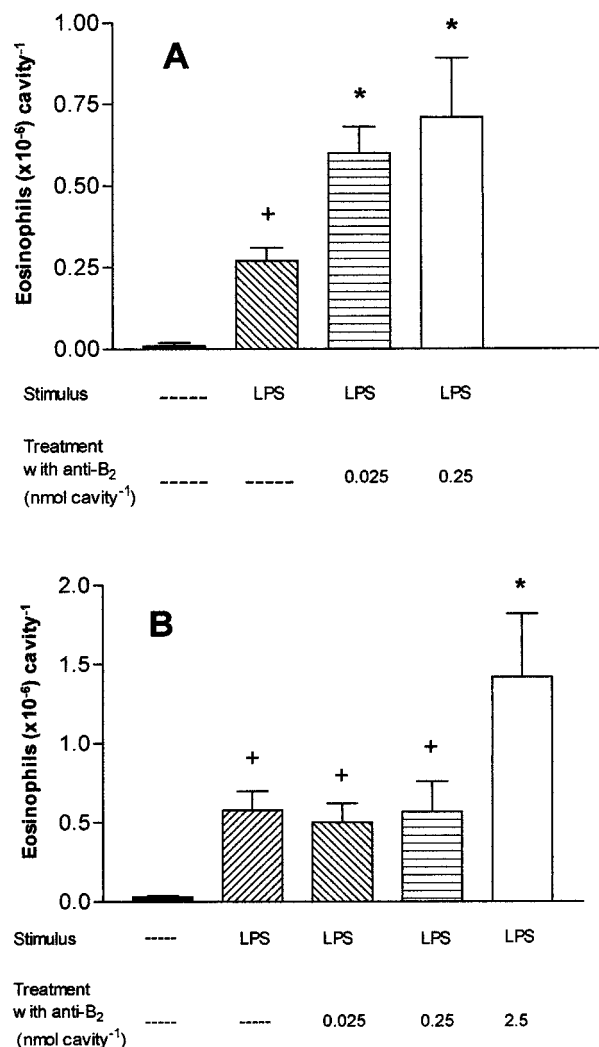 A
Eosinophils (x10⁻⁶) cavity⁻¹
1.00
0.75
0.50
0.25
0.00
+
*
*
Stimulus ----- LPS LPS LPS
Treatment
with anti-B₂
(nmol cavity⁻¹) ----- ----- 0.025 0.25
B
Eosinophils (x10⁻⁶) cavity⁻¹
2.0
1.5
1.0
0.5
0.0
+
+
+
*
Stimulus ----- LPS LPS LPS LPS
Treatment
with anti-B₂
(nmol cavity⁻¹) ----- ----- 0.025 0.25 2.5